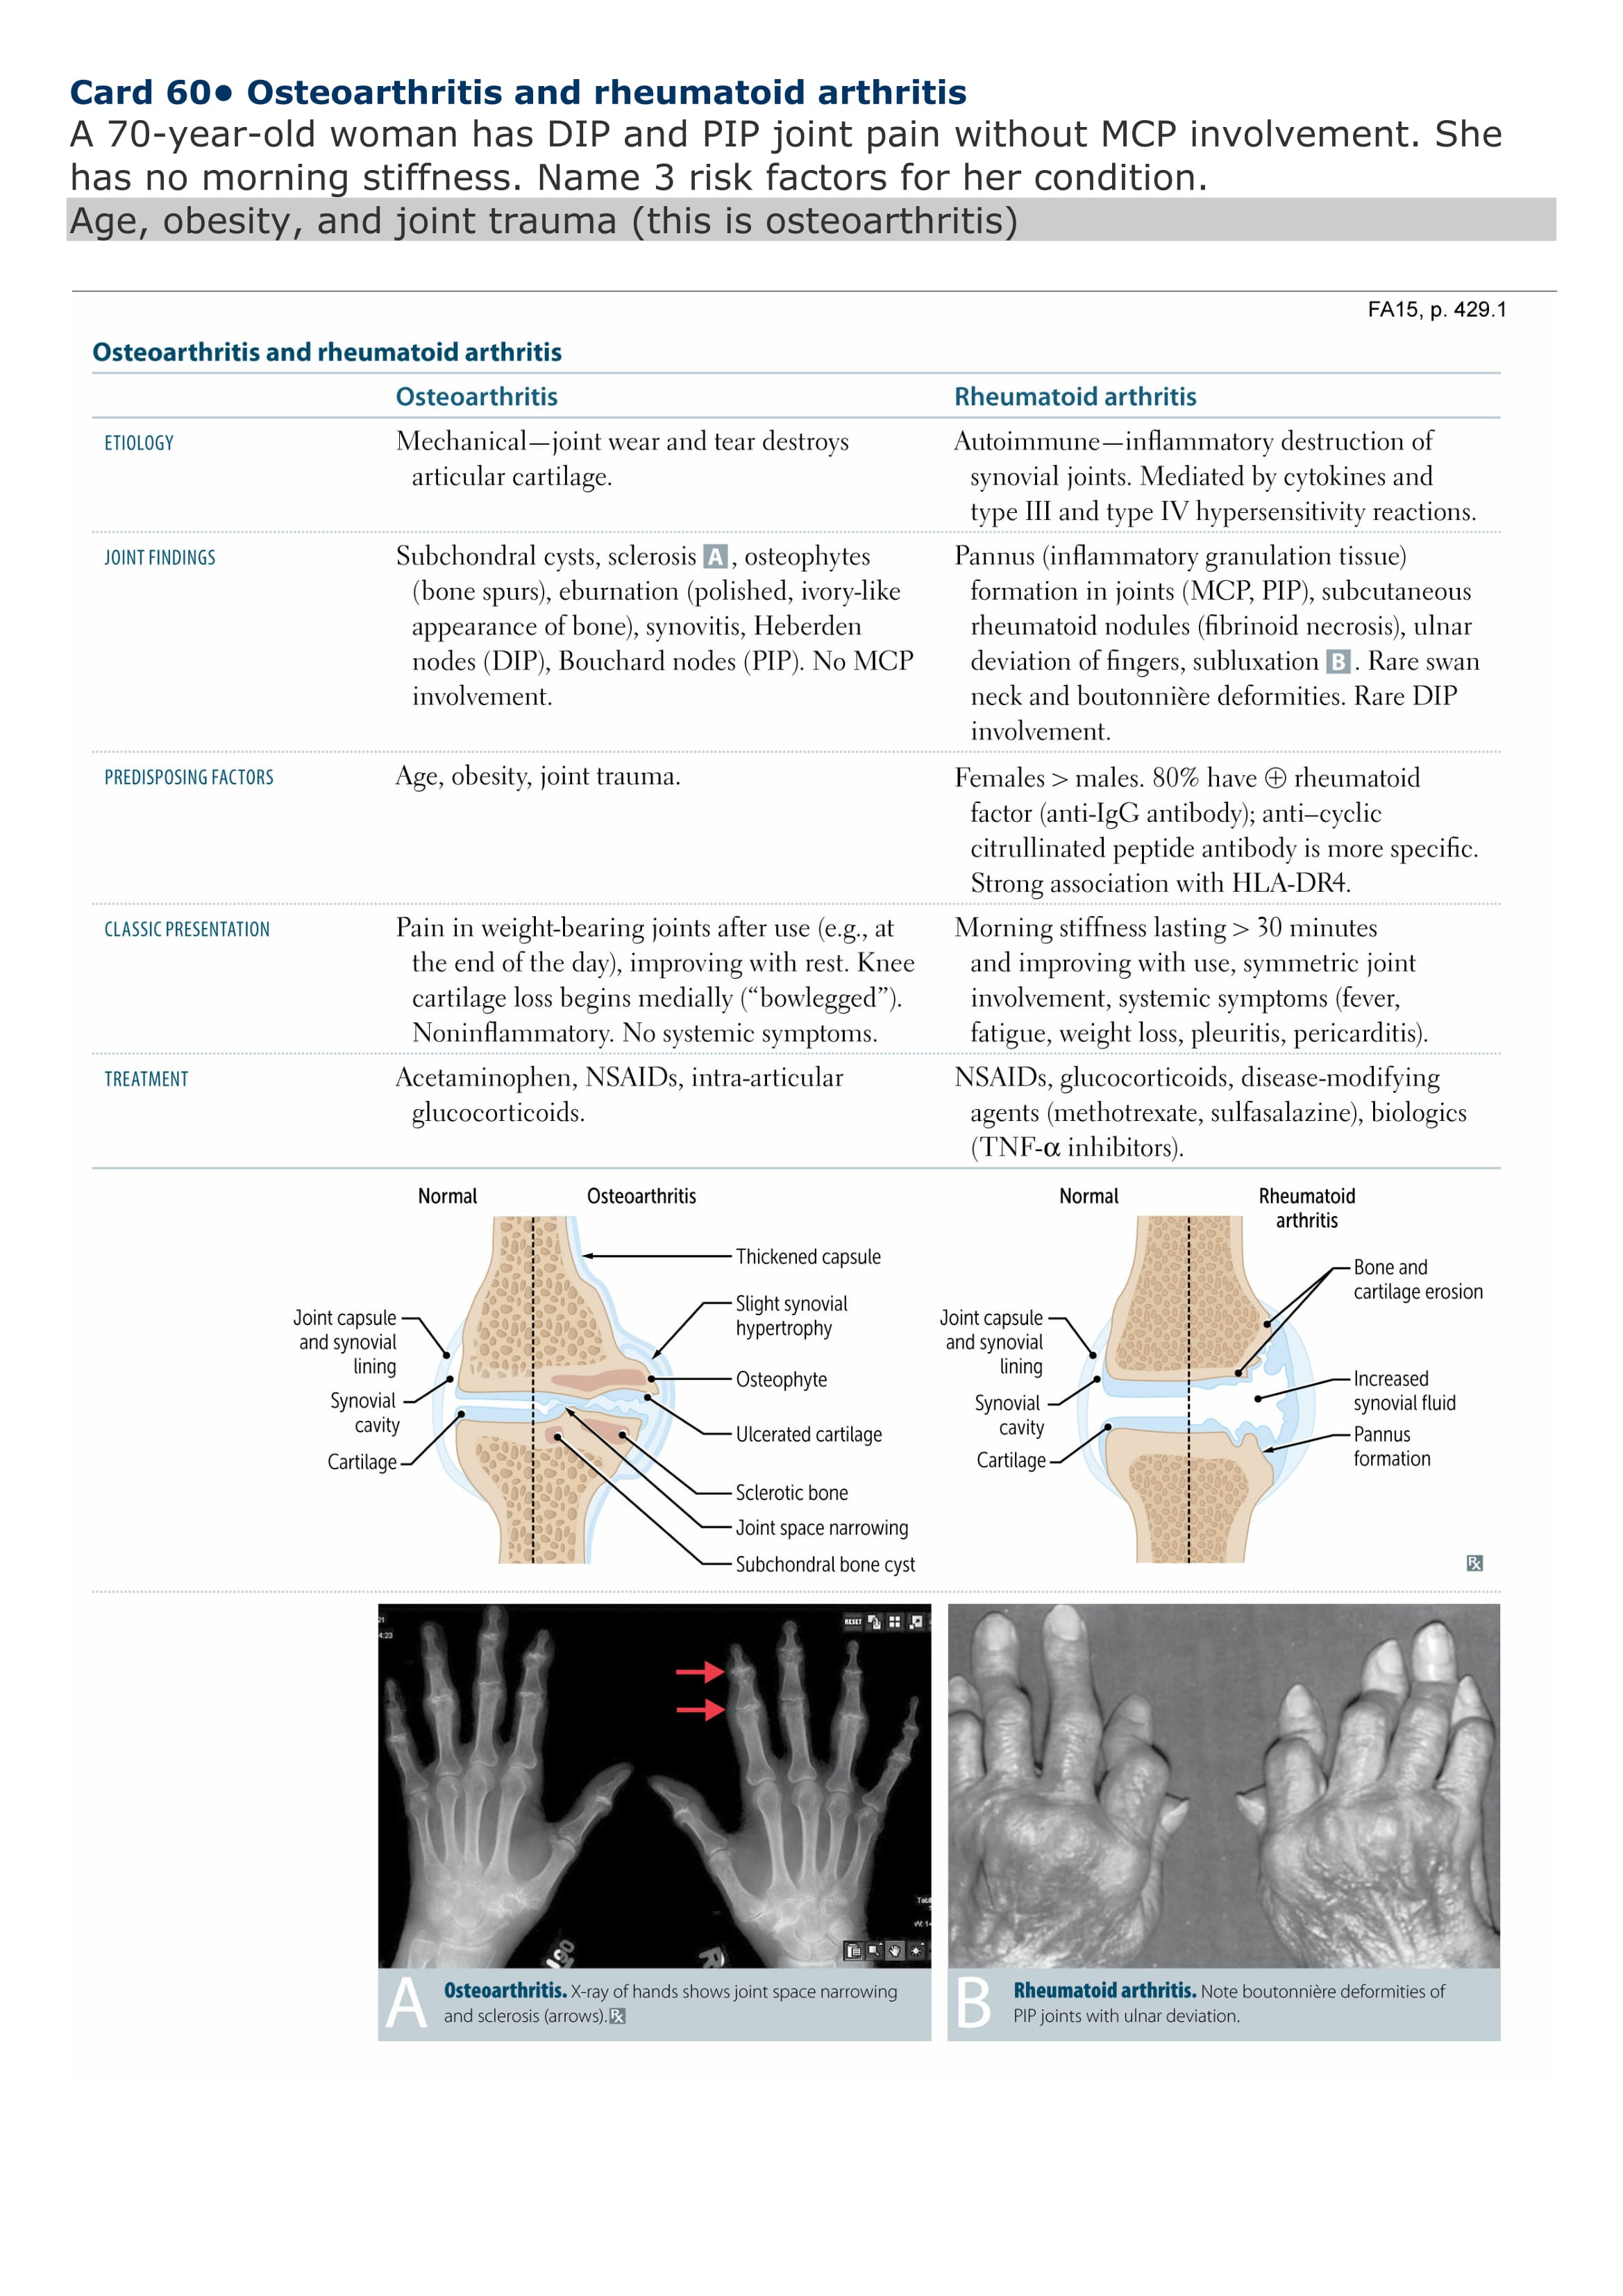 Card 60● Osteoarthritis and rheumatoid arthritis
A 70-year-old woman has DIP and PIP joint pain without MCP involvement. She
has no morning stiffness. Name 3 risk factors for her condition.
Age, obesity, and joint trauma (this is osteoarthritis)
FA15, p. 429.1
Osteoarthritis and rheumatoid arthritis
Osteoarthritis
Rheumatoid arthritis
ETIOLOGY
Mechanical—joint wear and tear destroys
articular cartilage.
Autoimmune—inflammatory destruction of
synovial joints. Mediated by cytokines and
type III and type IV hypersensitivity reactions.
JOINT FINDINGS
Subchondral cysts, sclerosis A, osteophytes
(bone spurs), eburnation (polished, ivory-like
appearance of bone), synovitis, Heberden
nodes (DIP), Bouchard nodes (PIP). No MCP
involvement.
Pannus (inflammatory granulation tissue)
formation in joints (MCP, PIP), subcutaneous
rheumatoid nodules (fibrinoid necrosis), ulnar
deviation of fingers, subluxation B. Rare swan
neck and boutonnière deformities. Rare DIP
involvement.
PREDISPOSING FACTORS
Age, obesity, joint trauma.
Females > males. 80% have ⊕ rheumatoid
factor (anti-IgG antibody); anti–cyclic
citrullinated peptide antibody is more specific.
Strong association with HLA-DR4.
CLASSIC PRESENTATION
Pain in weight-bearing joints after use (e.g., at
the end of the day), improving with rest. Knee
cartilage loss begins medially (“bowlegged”).
Noninflammatory. No systemic symptoms.
Morning stiffness lasting > 30 minutes
and improving with use, symmetric joint
involvement, systemic symptoms (fever,
fatigue, weight loss, pleuritis, pericarditis).
TREATMENT
Acetaminophen, NSAIDs, intra-articular
glucocorticoids.
NSAIDs, glucocorticoids, disease-modifying
agents (methotrexate, sulfasalazine), biologics
(TNF-α inhibitors).
Normal
Osteoarthritis
Thickened capsule
Slight synovial
hypertrophy
Joint capsule
and synovial
lining
Osteophyte
Synovial
cavity
Ulcerated cartilage
Cartilage
Sclerotic bone
Joint space narrowing
Subchondral bone cyst
Normal
Rheumatoid
arthritis
Bone and
cartilage erosion
Joint capsule
and synovial
lining
Increased
synovial fluid
Synovial
cavity
Pannus
formation
Cartilage
Rx
21
4:23
RESET
Tabl
W: 1
R
A
Osteoarthritis. X-ray of hands shows joint space narrowing
and sclerosis (arrows). Rx
B
Rheumatoid arthritis. Note boutonnière deformities of
PIP joints with ulnar deviation.